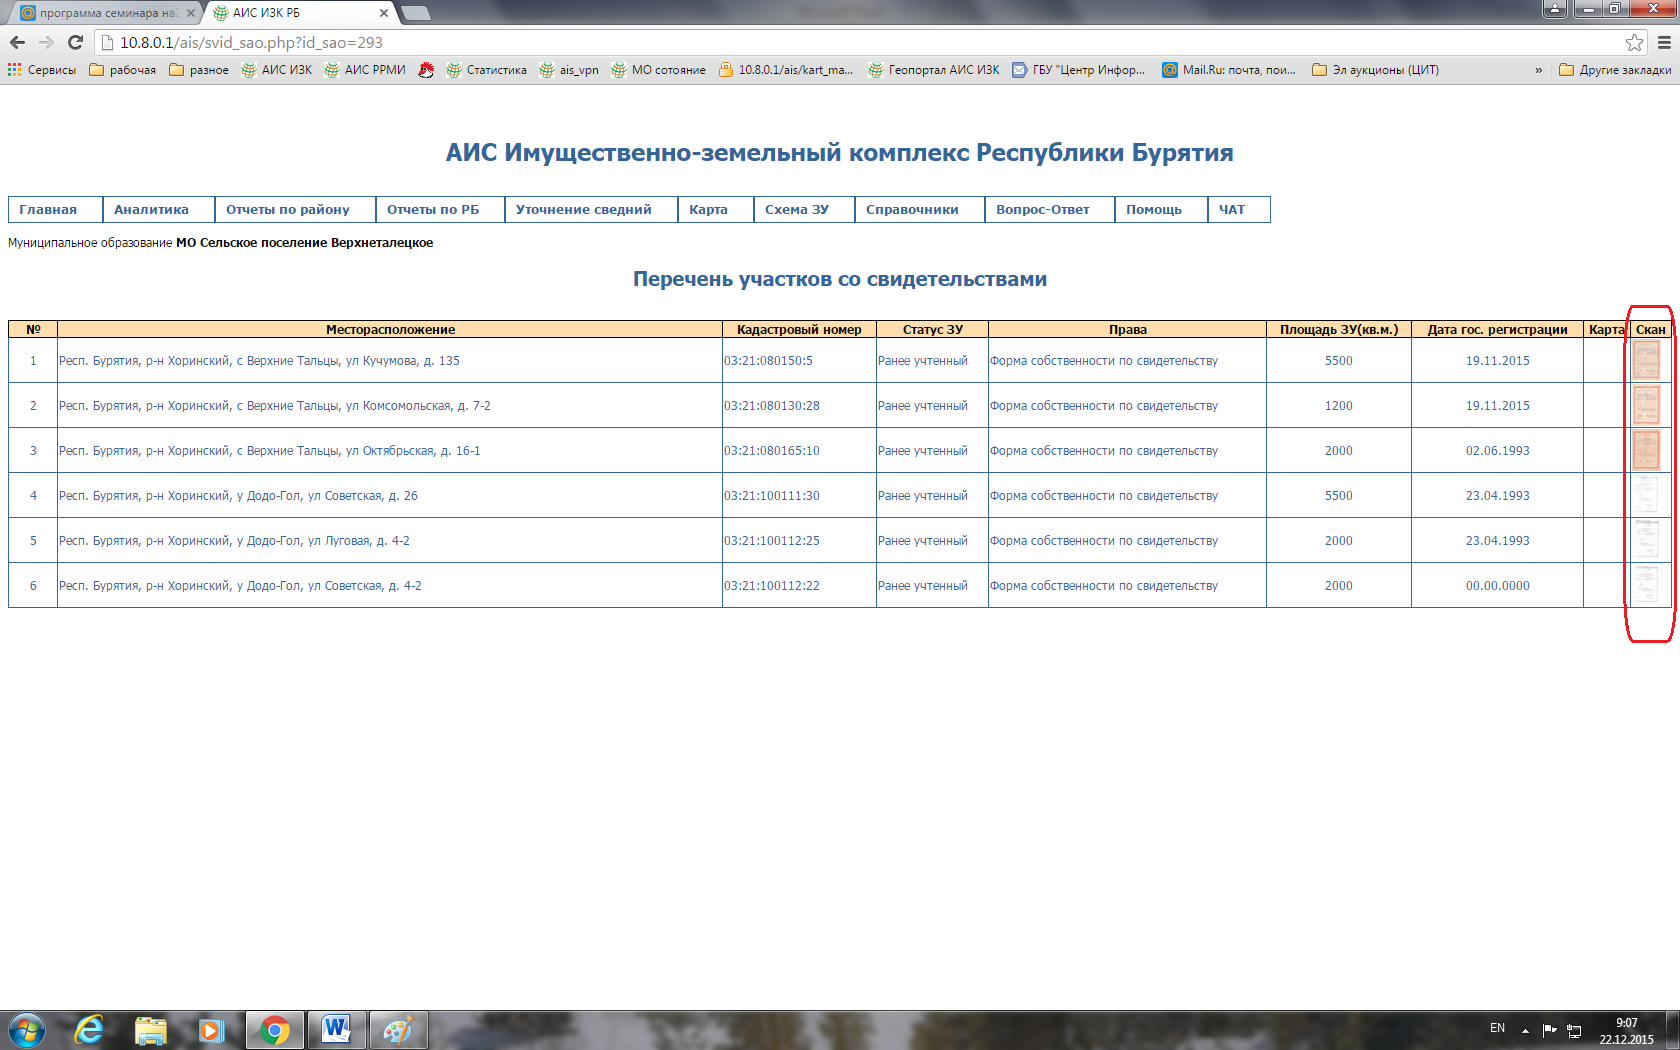 программа семинара на
АИС ИЗК РБ
10.8.0.1/ais/svid_sao.php?id_sao=293
Сервисы рабочая разное АИС ИЗК АИС РРМИ Статистика ais_vpn МО сотояние 10.8.0.1/ais/kart_ma... Геопортал АИС ИЗК ГБУ "Центр Инфор... Mail.Ru: почта, пои... Эл аукционы (ЦИТ) » Другие закладки
АИС Имущественно-земельный комплекс Республики Бурятия
Главная Аналитика Отчеты по району Отчеты по РБ Уточнение сведний Карта Схема ЗУ Справочники Вопрос-Ответ Помощь ЧАТ
Муниципальное образование МО Сельское поселение Верхнеталецкое
Перечень участков со свидетельствами
№ Месторасположение Кадастровый номер Статус ЗУ Права Площадь ЗУ(кв.м.) Дата гос. регистрации Карта Скан
1 Респ. Бурятия, р-н Хоринский, с Верхние Тальцы, ул Кучумова, д. 135 03:21:080150:5 Ранее учтенный Форма собственности по свидетельству 5500 19.11.2015
2 Респ. Бурятия, р-н Хоринский, с Верхние Тальцы, ул Комсомольская, д. 7-2 03:21:080130:28 Ранее учтенный Форма собственности по свидетельству 1200 19.11.2015
3 Респ. Бурятия, р-н Хоринский, с Верхние Тальцы, ул Октябрьская, д. 16-1 03:21:080165:10 Ранее учтенный Форма собственности по свидетельству 2000 02.06.1993
4 Респ. Бурятия, р-н Хоринский, у Додо-Гол, ул Советская, д. 26 03:21:100111:30 Ранее учтенный Форма собственности по свидетельству 5500 23.04.1993
5 Респ. Бурятия, р-н Хоринский, у Додо-Гол, ул Луговая, д. 4-2 03:21:100112:25 Ранее учтенный Форма собственности по свидетельству 2000 23.04.1993
6 Респ. Бурятия, р-н Хоринский, у Додо-Гол, ул Советская, д. 4-2 03:21:100112:22 Ранее учтенный Форма собственности по свидетельству 2000 00.00.0000
EN
9:07
22.12.2015